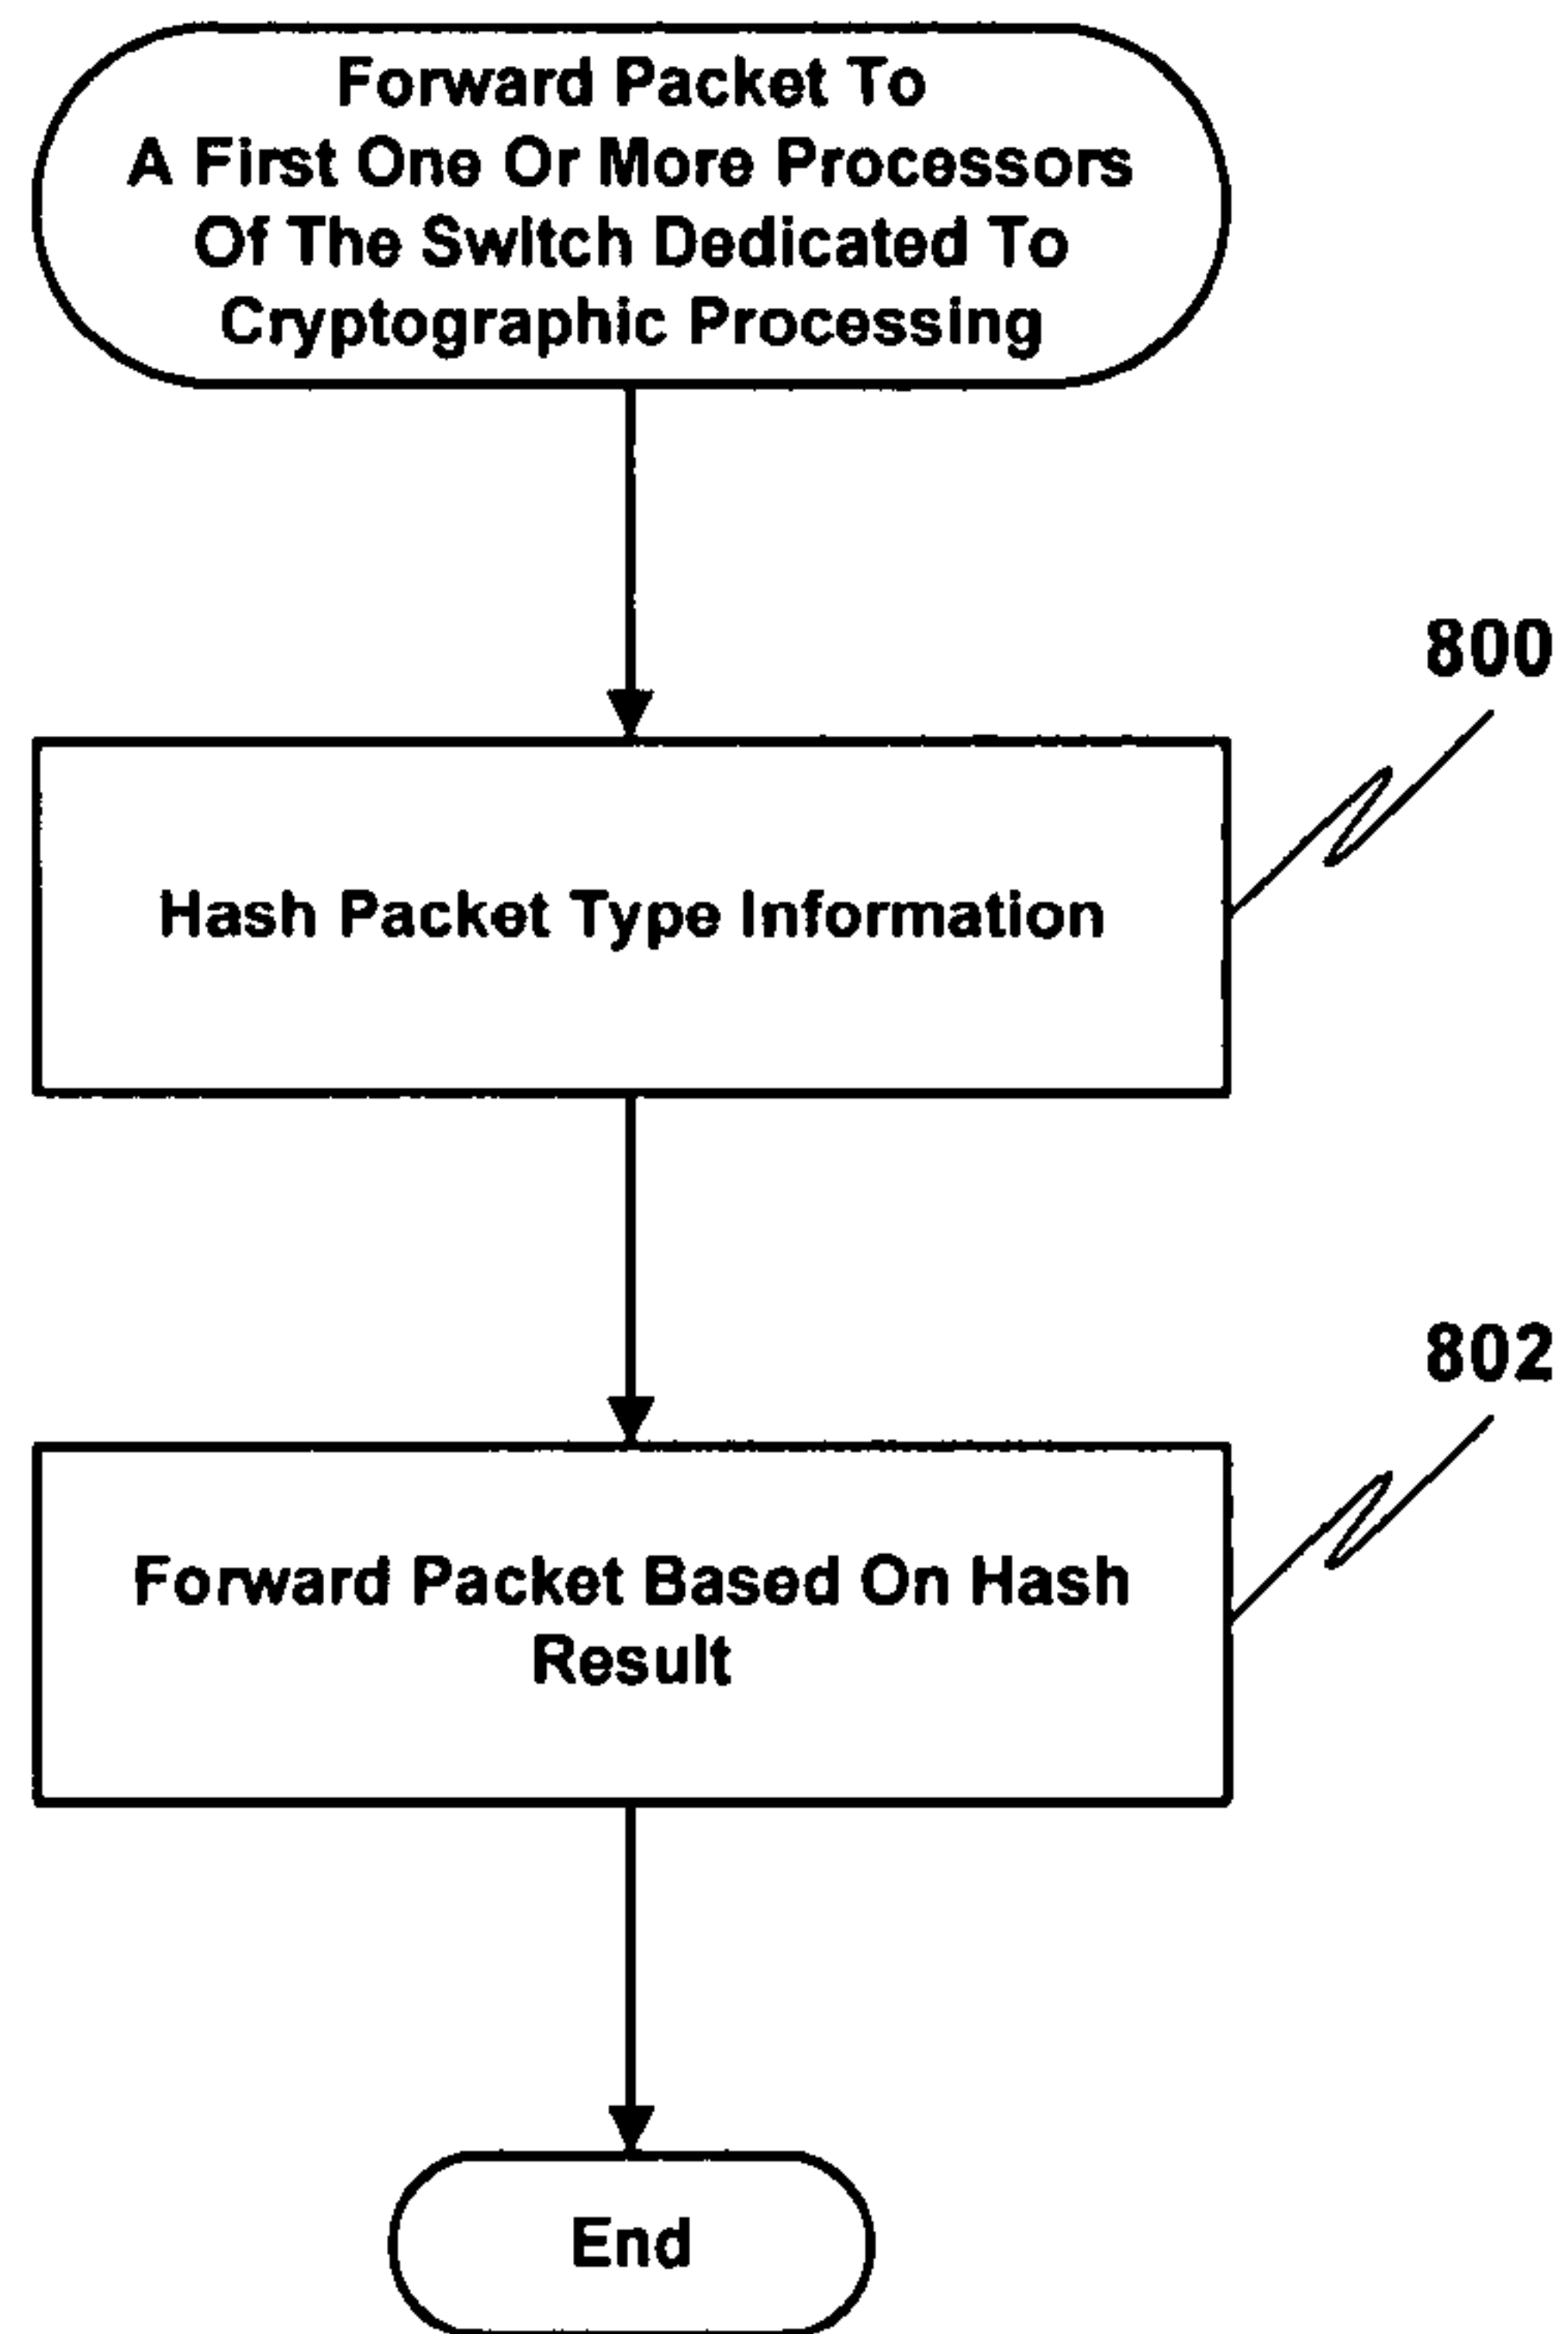 Forward Packet To
A First One Or More Processors
Of The Switch Dedicated To
Cryptographic Processing
800
Hash Packet Type Information
802
Forward Packet Based On Hash
Result
End